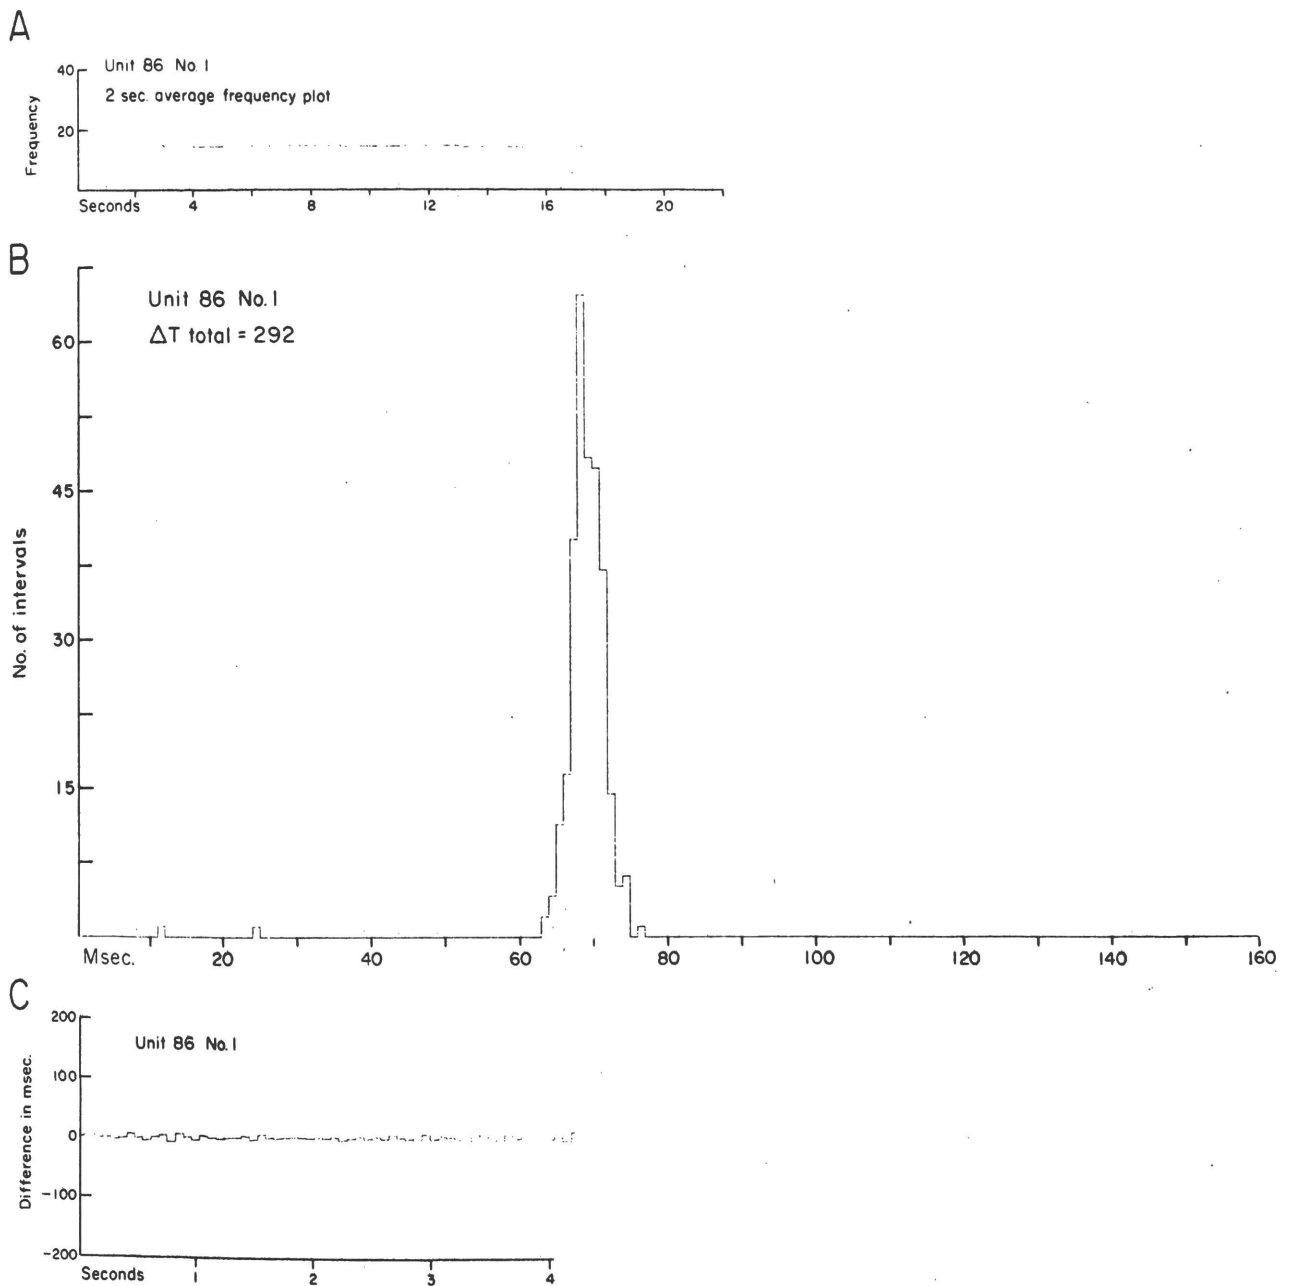 A
Unit 86 No. 1
2 sec. average frequency plot
Frequency
40
20
Seconds 4 8 12 16 20
B
Unit 86 No. 1
ΔT total = 292
No. of intervals
60
45
30
15
Msec. 20 40 60 80 100 120 140 160
C
Unit 86 No. 1
Difference in msec.
200
100
0
-100
-200
Seconds 1 2 3 4